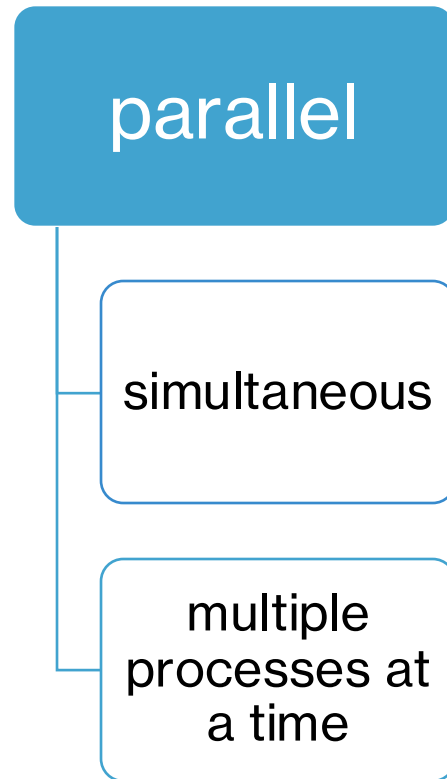 parallel
simultaneous
multiple
processes at
a time